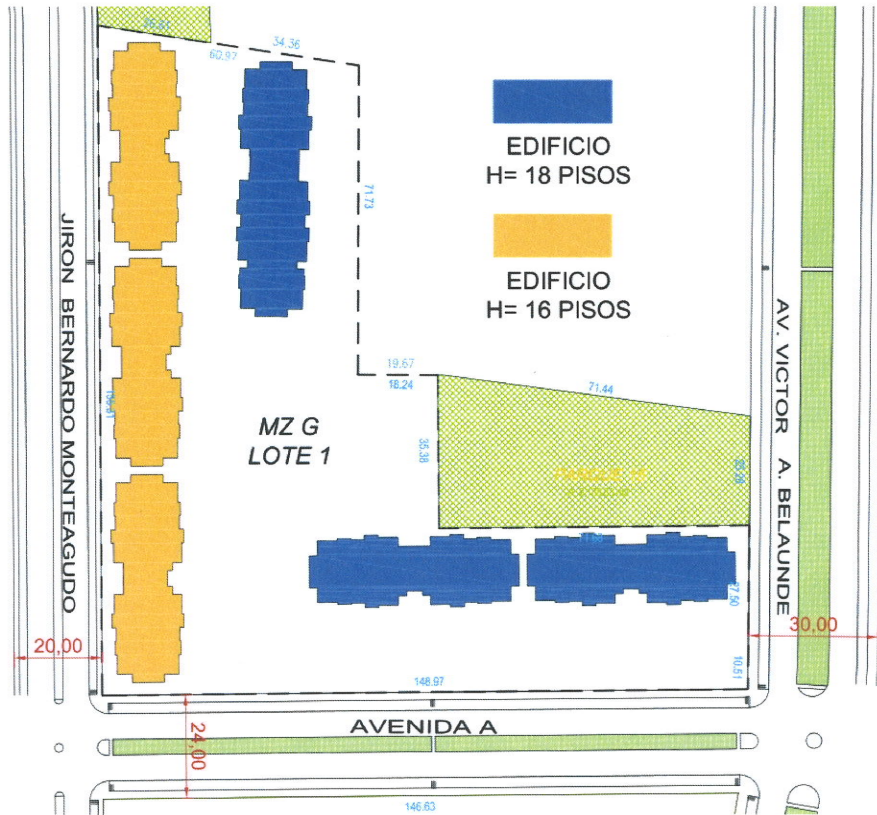 34.36
60.97
EDIFICIO
H= 18 PISOS
EDIFICIO
H= 16 PISOS
71.73
JIRON BERNARDO MONTEAGUDO
AV. VICTOR A. BELAUNDE
19.67
18.24
71.44
MZ G
LOTE 1
35.38
25.28
20,00
30,00
10.51
148.97
AVENIDA A
24,00
146.63